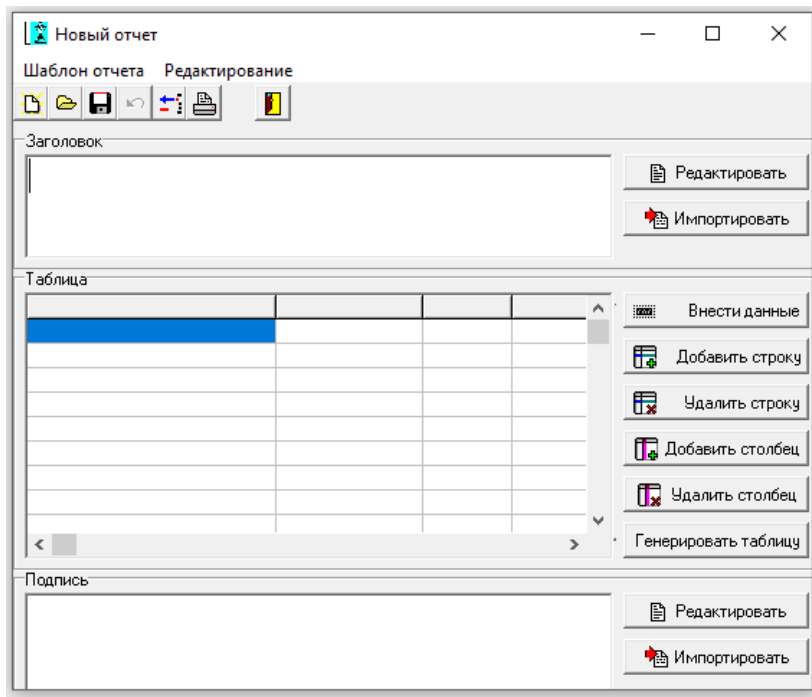 Новый отчет
Шаблон отчета Редактирование
Заголовок
Редактировать
Импортировать
Таблица
Внести данные
Добавить строку
Удалить строку
Добавить столбец
Удалить столбец
Генерировать таблицу
Подпись
Редактировать
Импортировать